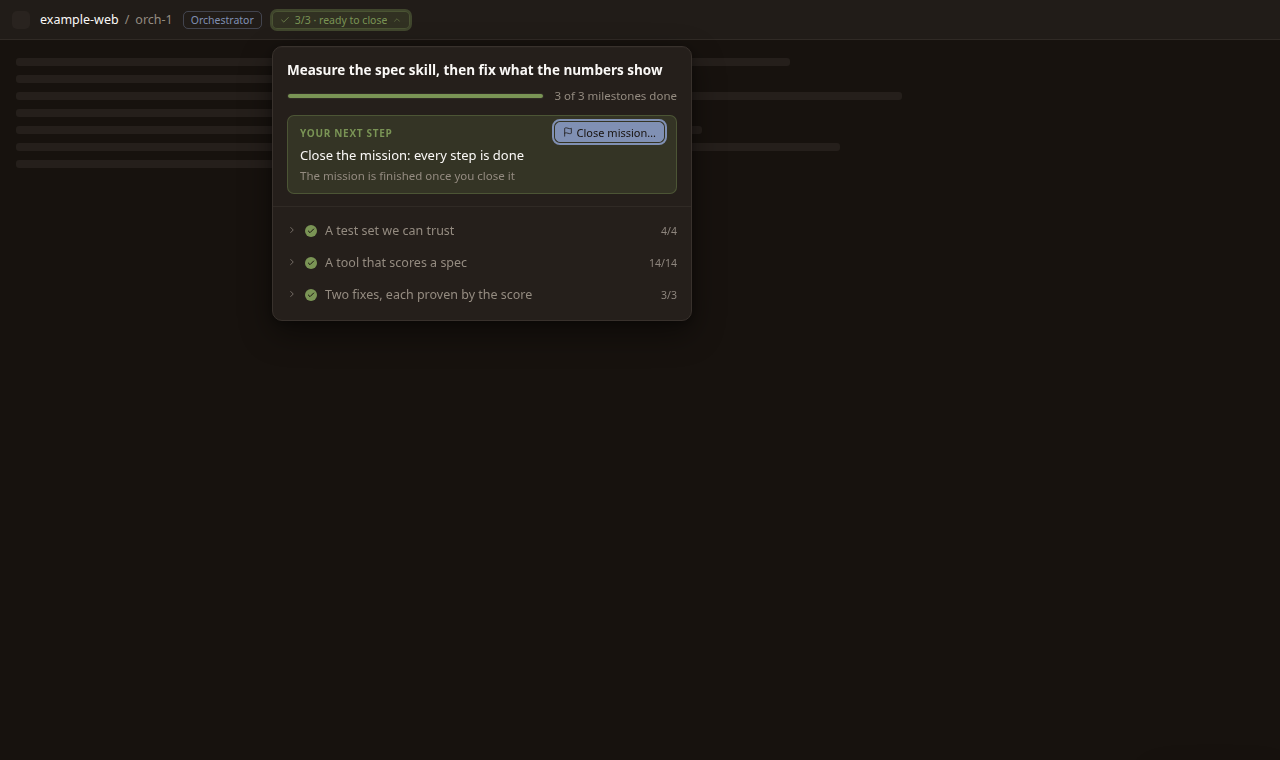 example-web / orch-1 Orchestrator 3/3 · ready to close
Measure the spec skill, then fix what the numbers show
3 of 3 milestones done
YOUR NEXT STEP
Close mission...
Close the mission: every step is done
The mission is finished once you close it
A test set we can trust 4/4
A tool that scores a spec 14/14
Two fixes, each proven by the score 3/3